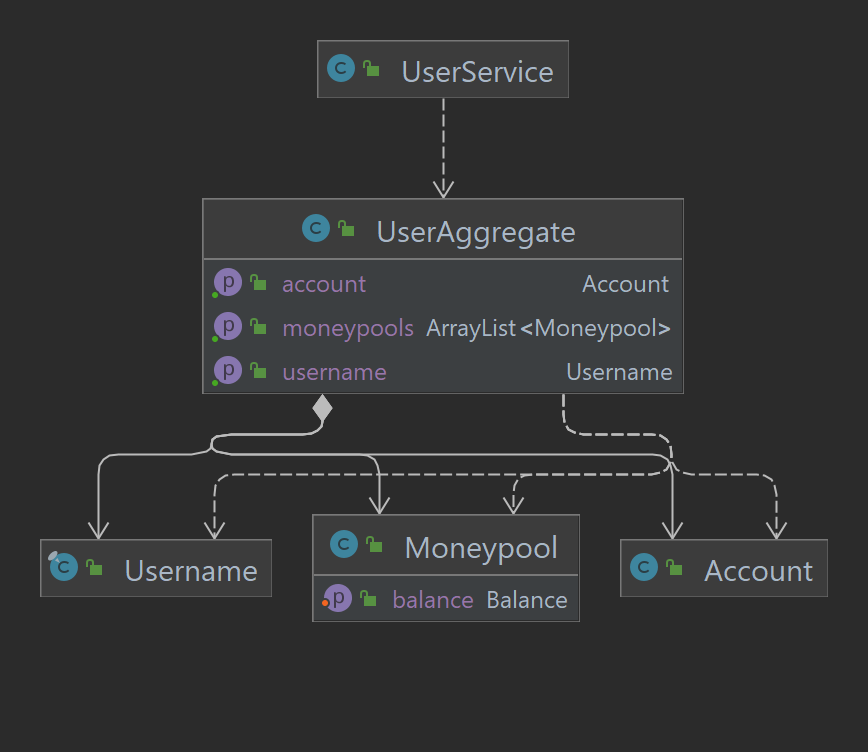 C UserService
C UserAggregate
p account Account
p moneypools ArrayList<Moneypool>
p username Username
C Username
C Moneypool
p balance Balance
C Account